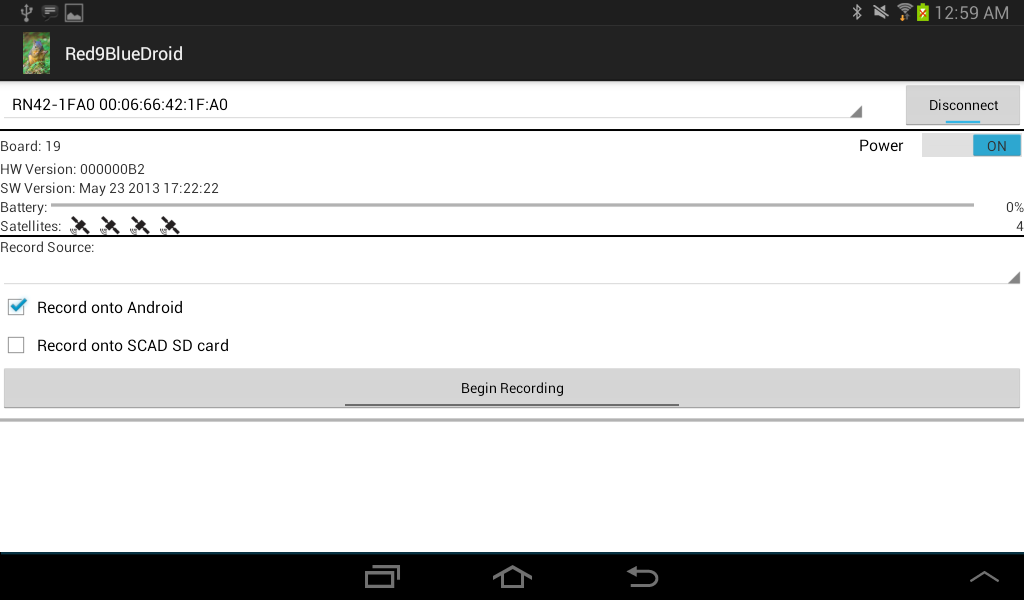 12:59 AM
Red9BlueDroid
RN42-1FA0 00:06:66:42:1F:A0
Disconnect
Board: 19
Power ON
HW Version: 000000B2
SW Version: May 23 2013 17:22:22
Battery: 0%
Satellites: 4
Record Source:
Record onto Android
Record onto SCAD SD card
Begin Recording